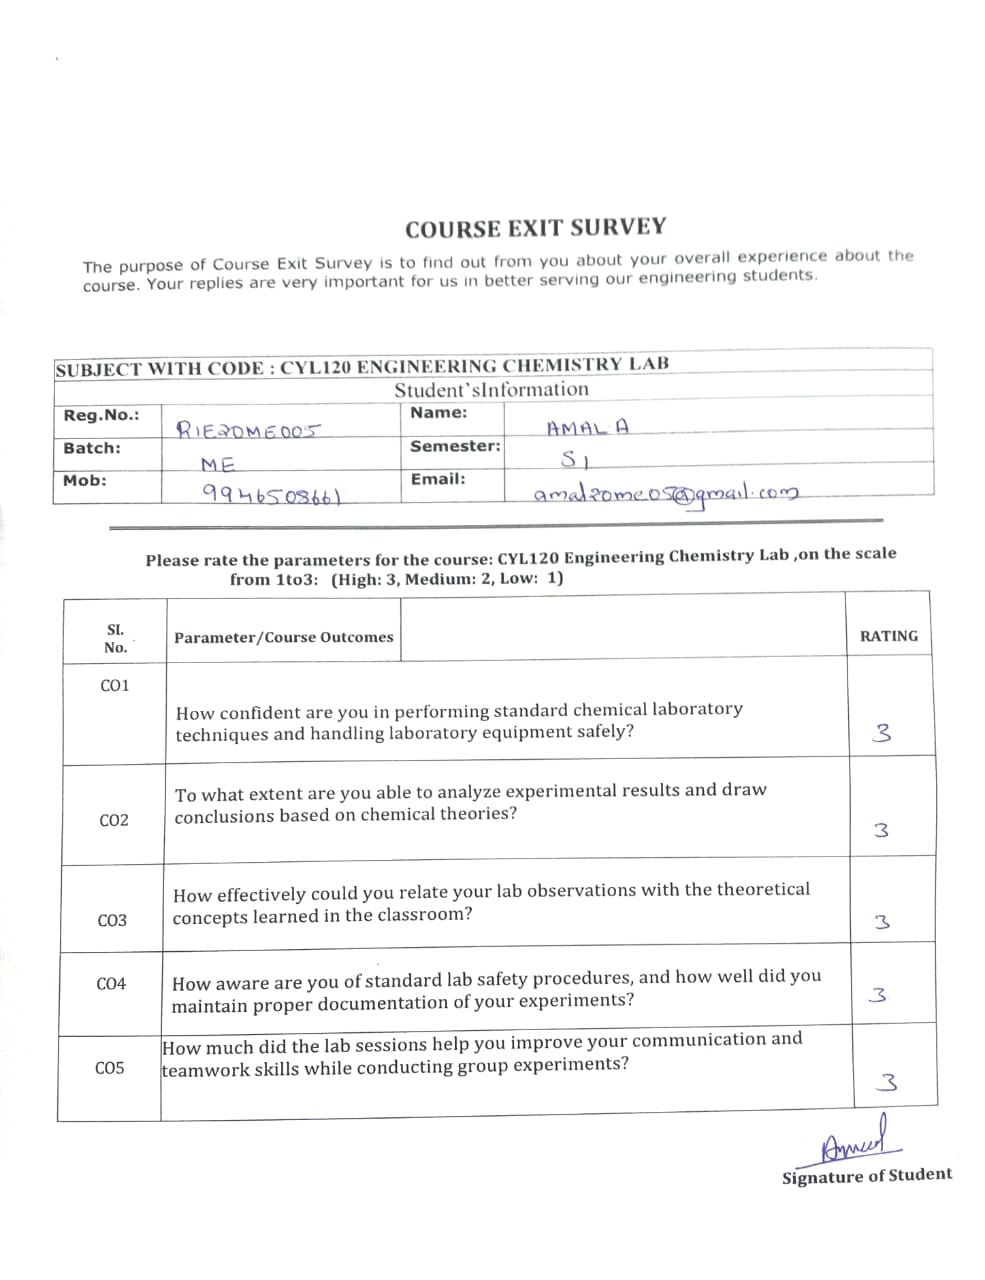 COURSE EXIT SURVEY
The purpose of Course Exit Survey is to find out from you about your overall experience about the
course. Your replies are very important for us in better serving our engineering students.
SUBJECT WITH CODE : CYL120 ENGINEERING CHEMISTRY LAB
Student'sInformation
Reg.No.: RIE20ME005 Name: AMAL A
Batch: ME Semester: S1
Mob: 9946508661 Email: amal20me05@gmail.com
Please rate the parameters for the course: CYL120 Engineering Chemistry Lab ,on the scale
from 1to3: (High: 3, Medium: 2, Low: 1)
SI.
No. Parameter/Course Outcomes RATING
CO1
How confident are you in performing standard chemical laboratory
techniques and handling laboratory equipment safely? 3
To what extent are you able to analyze experimental results and draw
CO2 conclusions based on chemical theories?
3
How effectively could you relate your lab observations with the theoretical
CO3 concepts learned in the classroom? 3
CO4 How aware are you of standard lab safety procedures, and how well did you
maintain proper documentation of your experiments? 3
How much did the lab sessions help you improve your communication and
CO5 teamwork skills while conducting group experiments?
3
Signature of Student